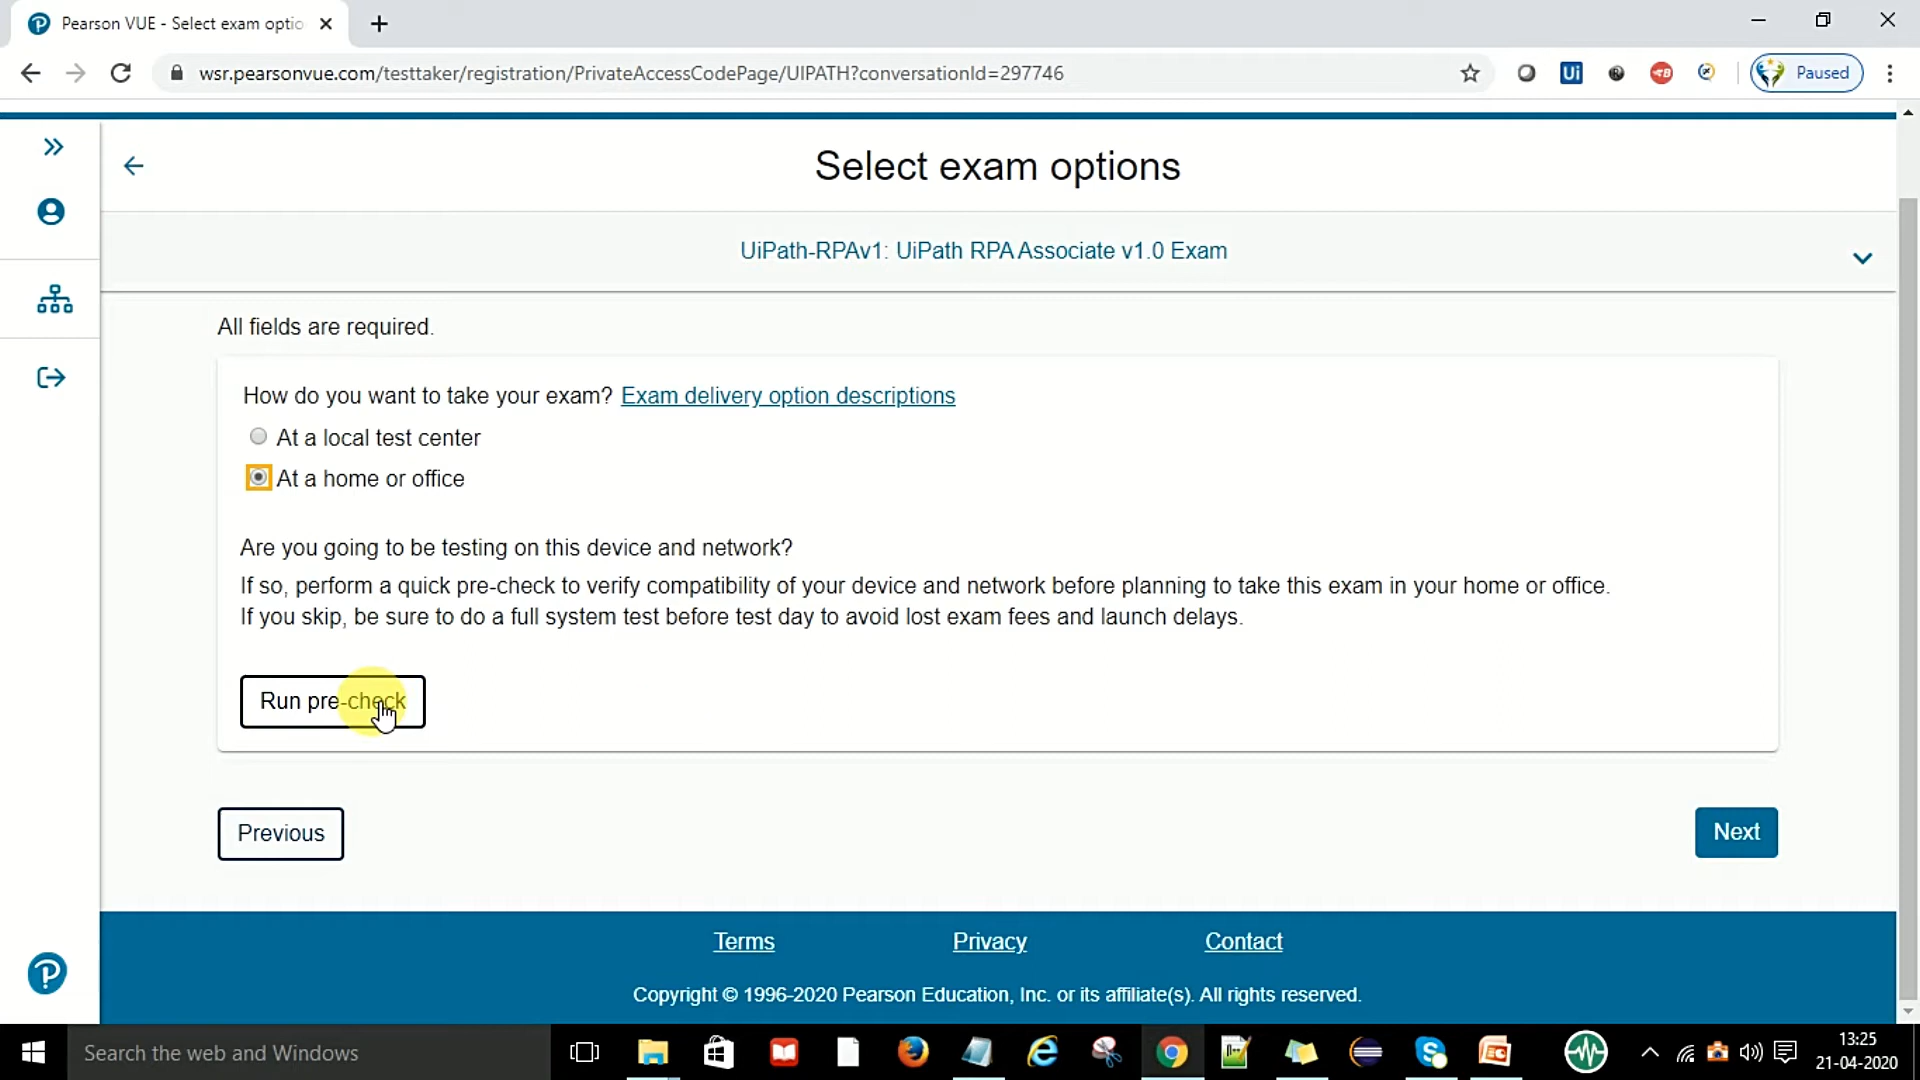 Pearson VUE - Select exam optio
wsr.pearsonvue.com/testtaker/registration/PrivateAccessCodePage/UIPATH?conversationId=297746
Ui
Paused
Select exam options
UiPath-RPAv1: UiPath RPA Associate v1.0 Exam
All fields are required.
How do you want to take your exam? Exam delivery option descriptions
At a local test center
At a home or office
Are you going to be testing on this device and network?
If so, perform a quick pre-check to verify compatibility of your device and network before planning to take this exam in your home or office.
If you skip, be sure to do a full system test before test day to avoid lost exam fees and launch delays.
Run pre-check
Previous
Next
Terms
Privacy
Contact
Copyright © 1996-2020 Pearson Education, Inc. or its affiliate(s). All rights reserved.
Search the web and Windows
13:25
21-04-2020